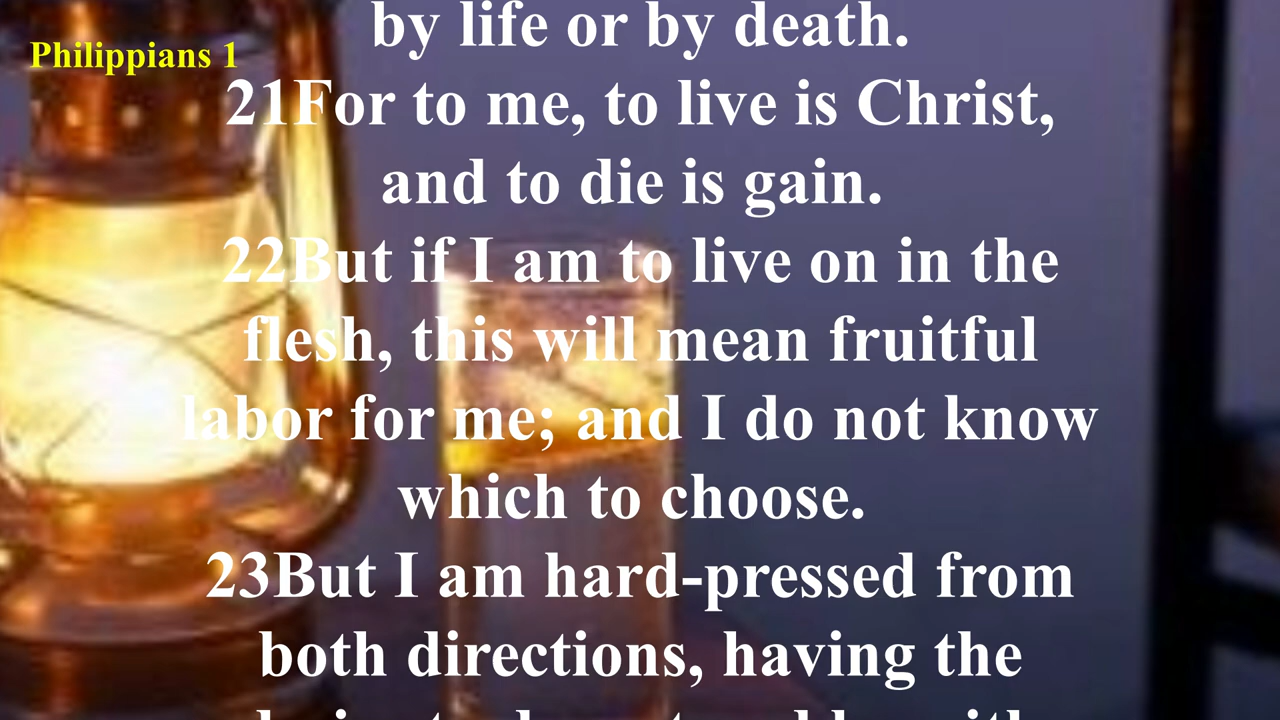 Philippians 1
by life or by death.
21For to me, to live is Christ,
and to die is gain.
22But if I am to live on in the
flesh, this will mean fruitful
labor for me; and I do not know
which to choose.
23But I am hard-pressed from
both directions, having the